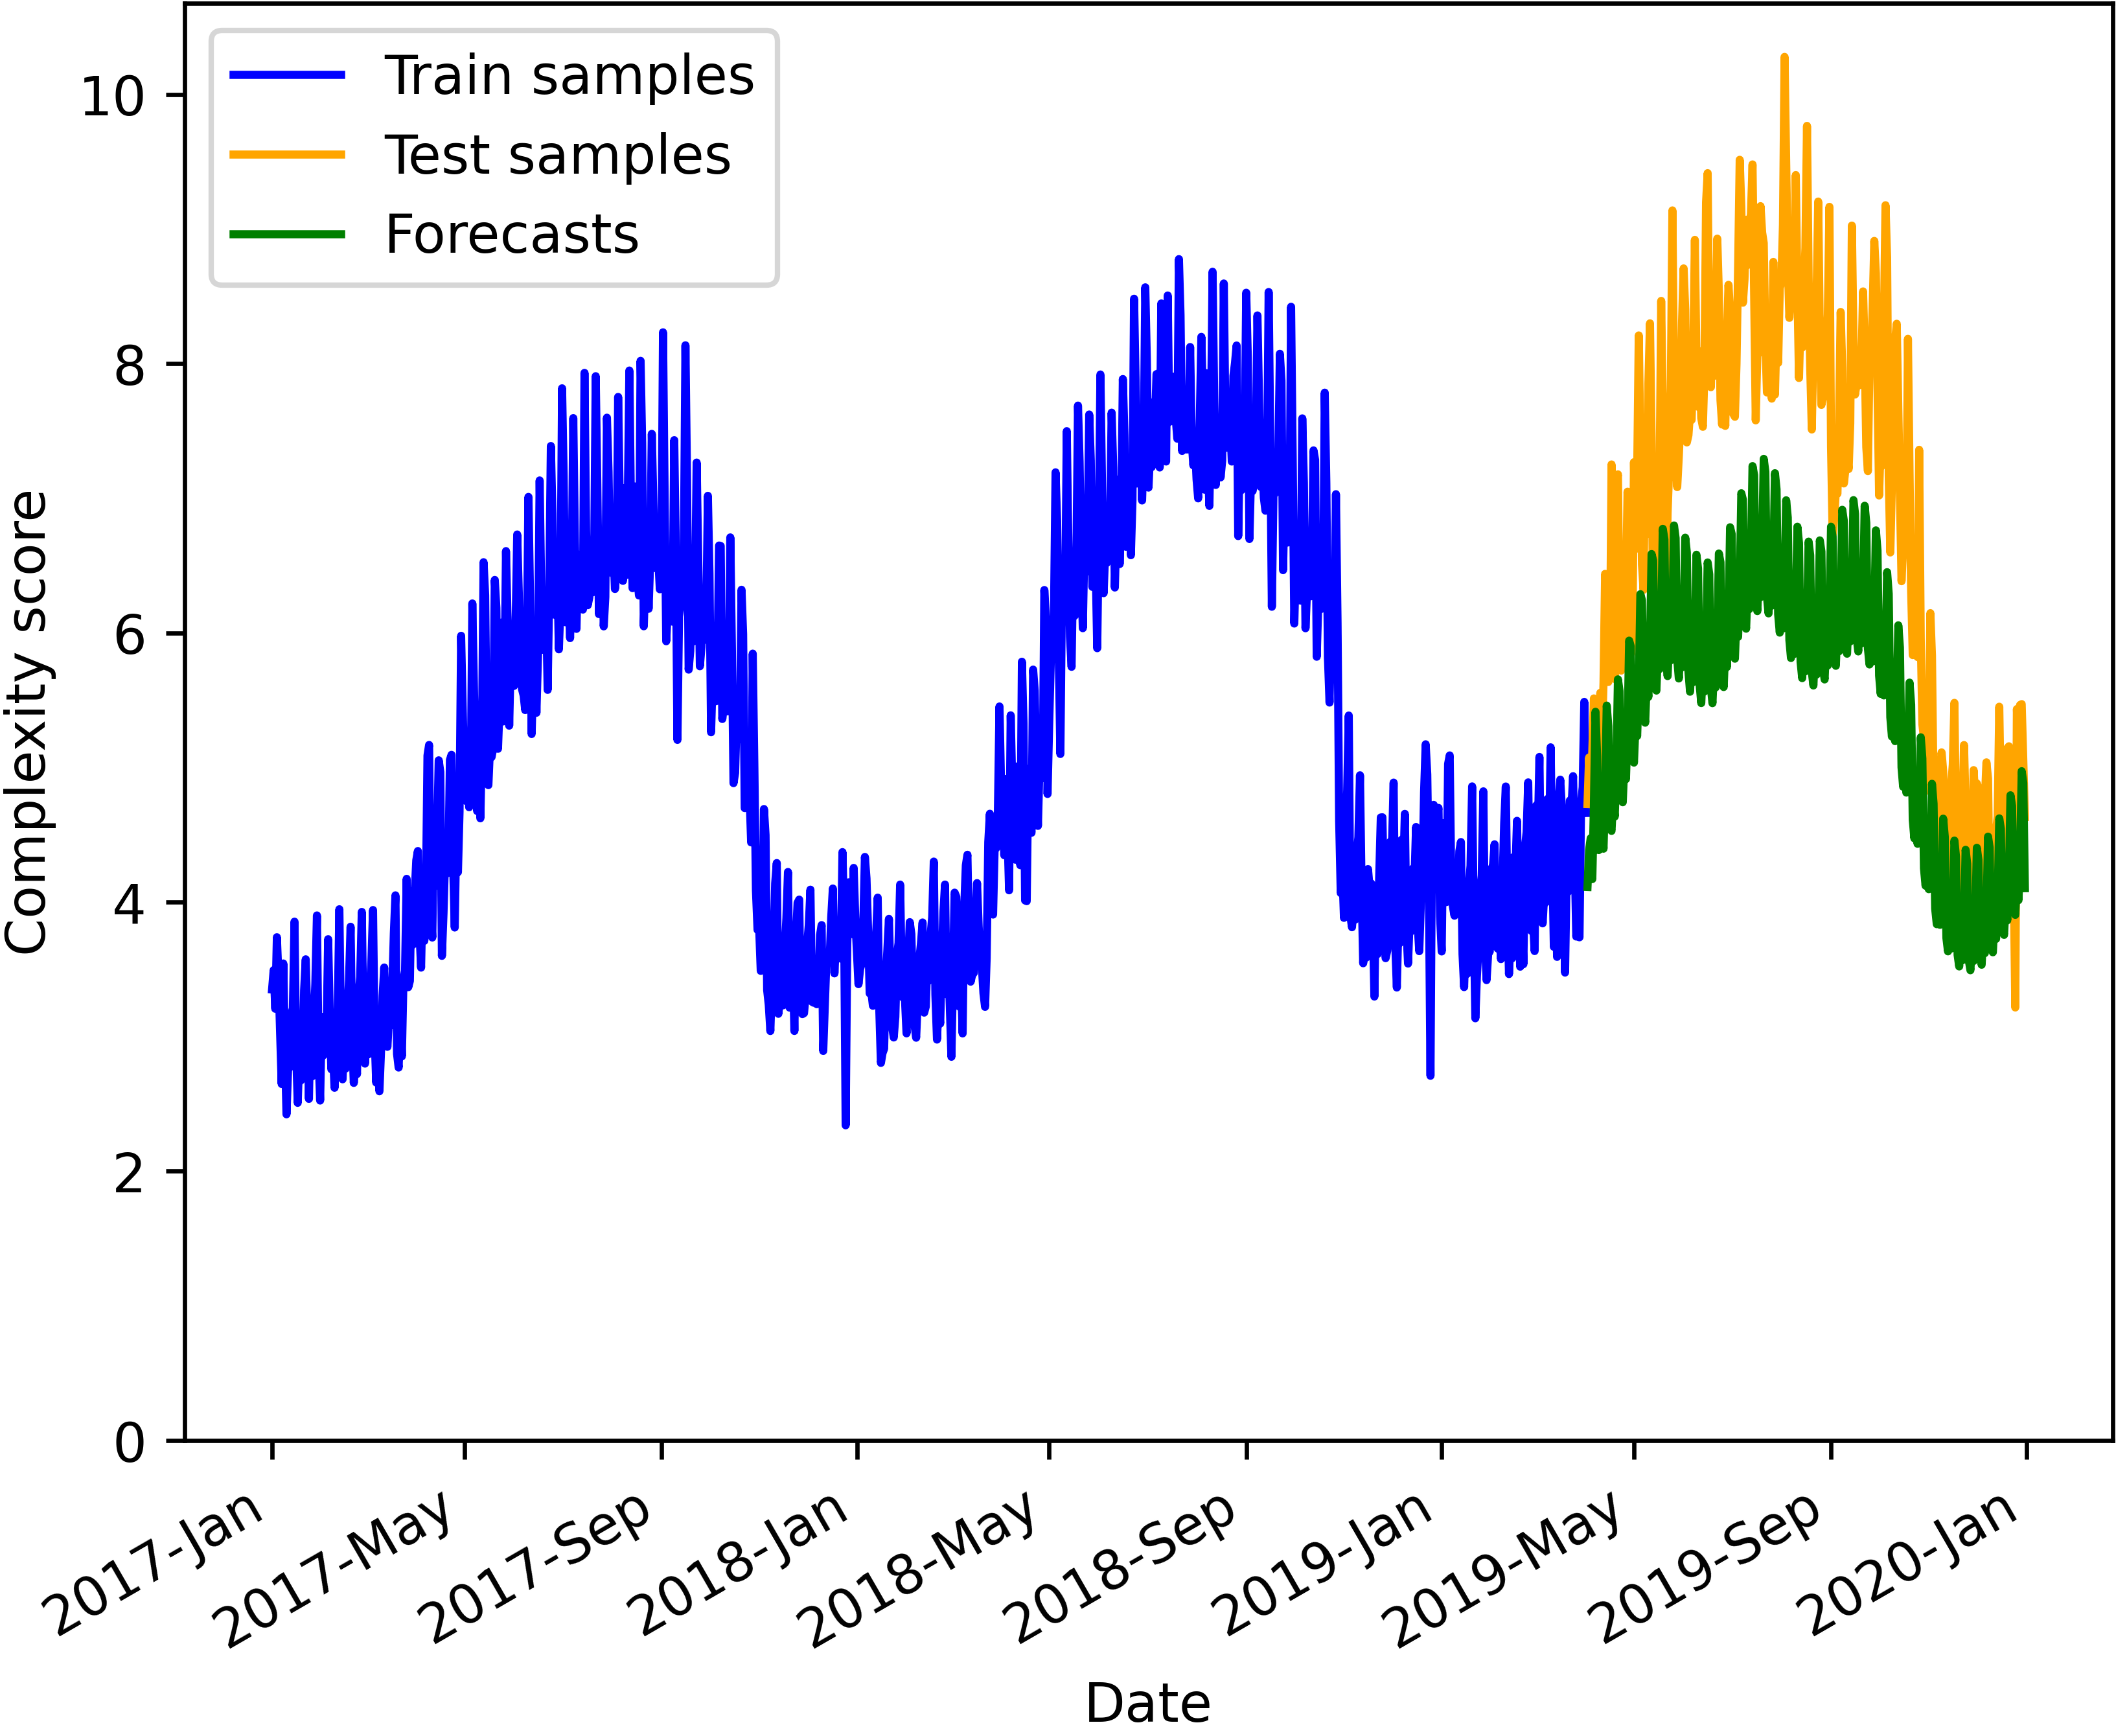 Train samples
Test samples
Forecasts
10
8
6
4
2
0
Complexity score
2017-Jan
2017-May
2017-Sep
2018-Jan
2018-May
2018-Sep
2019-Jan
2019-May
2019-Sep
2020-Jan
Date